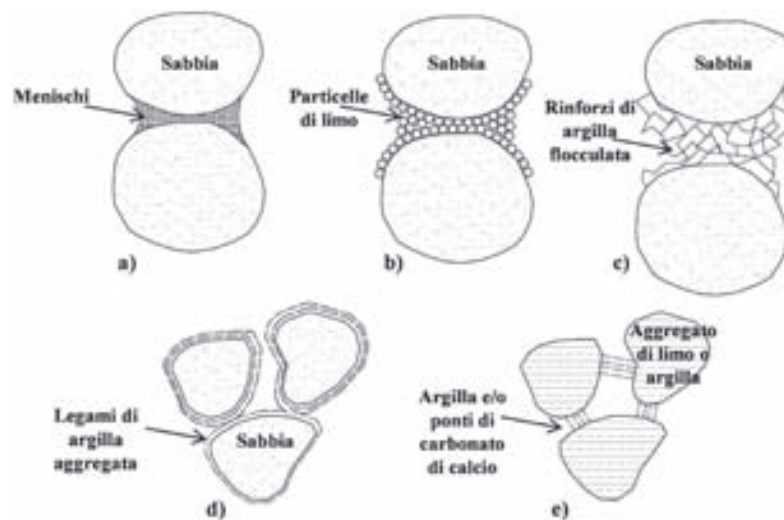 Sabbia
Menischi
a)
Sabbia
Particelle
di limo
b)
Sabbia
Rinforzi di
argilla
flocculata
c)
Legami di
argilla
aggregata
Sabbia
d)
Aggregato
di limo o
argilla
Argilla e/o
ponti di
carbonato
di calcio
e)